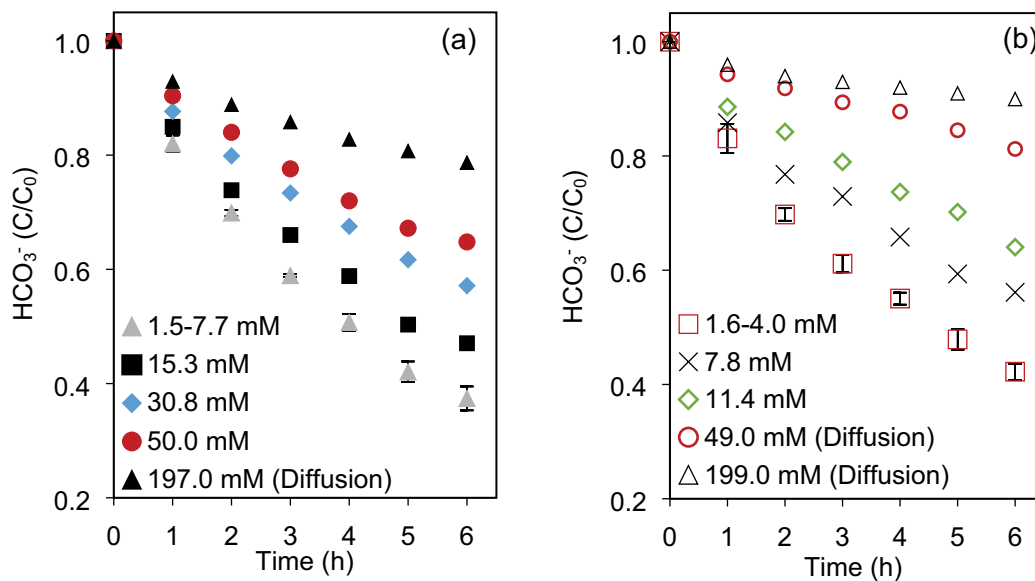 (a)
1.0
0.8
0.6
0.4
0.2
HCO₃⁻ (C/C₀)
1.5-7.7 mM
15.3 mM
30.8 mM
50.0 mM
197.0 mM (Diffusion)
0 1 2 3 4 5 6
Time (h)
(b)
1.0
0.8
0.6
0.4
0.2
HCO₃⁻ (C/C₀)
1.6-4.0 mM
7.8 mM
11.4 mM
49.0 mM (Diffusion)
199.0 mM (Diffusion)
0 1 2 3 4 5 6
Time (h)